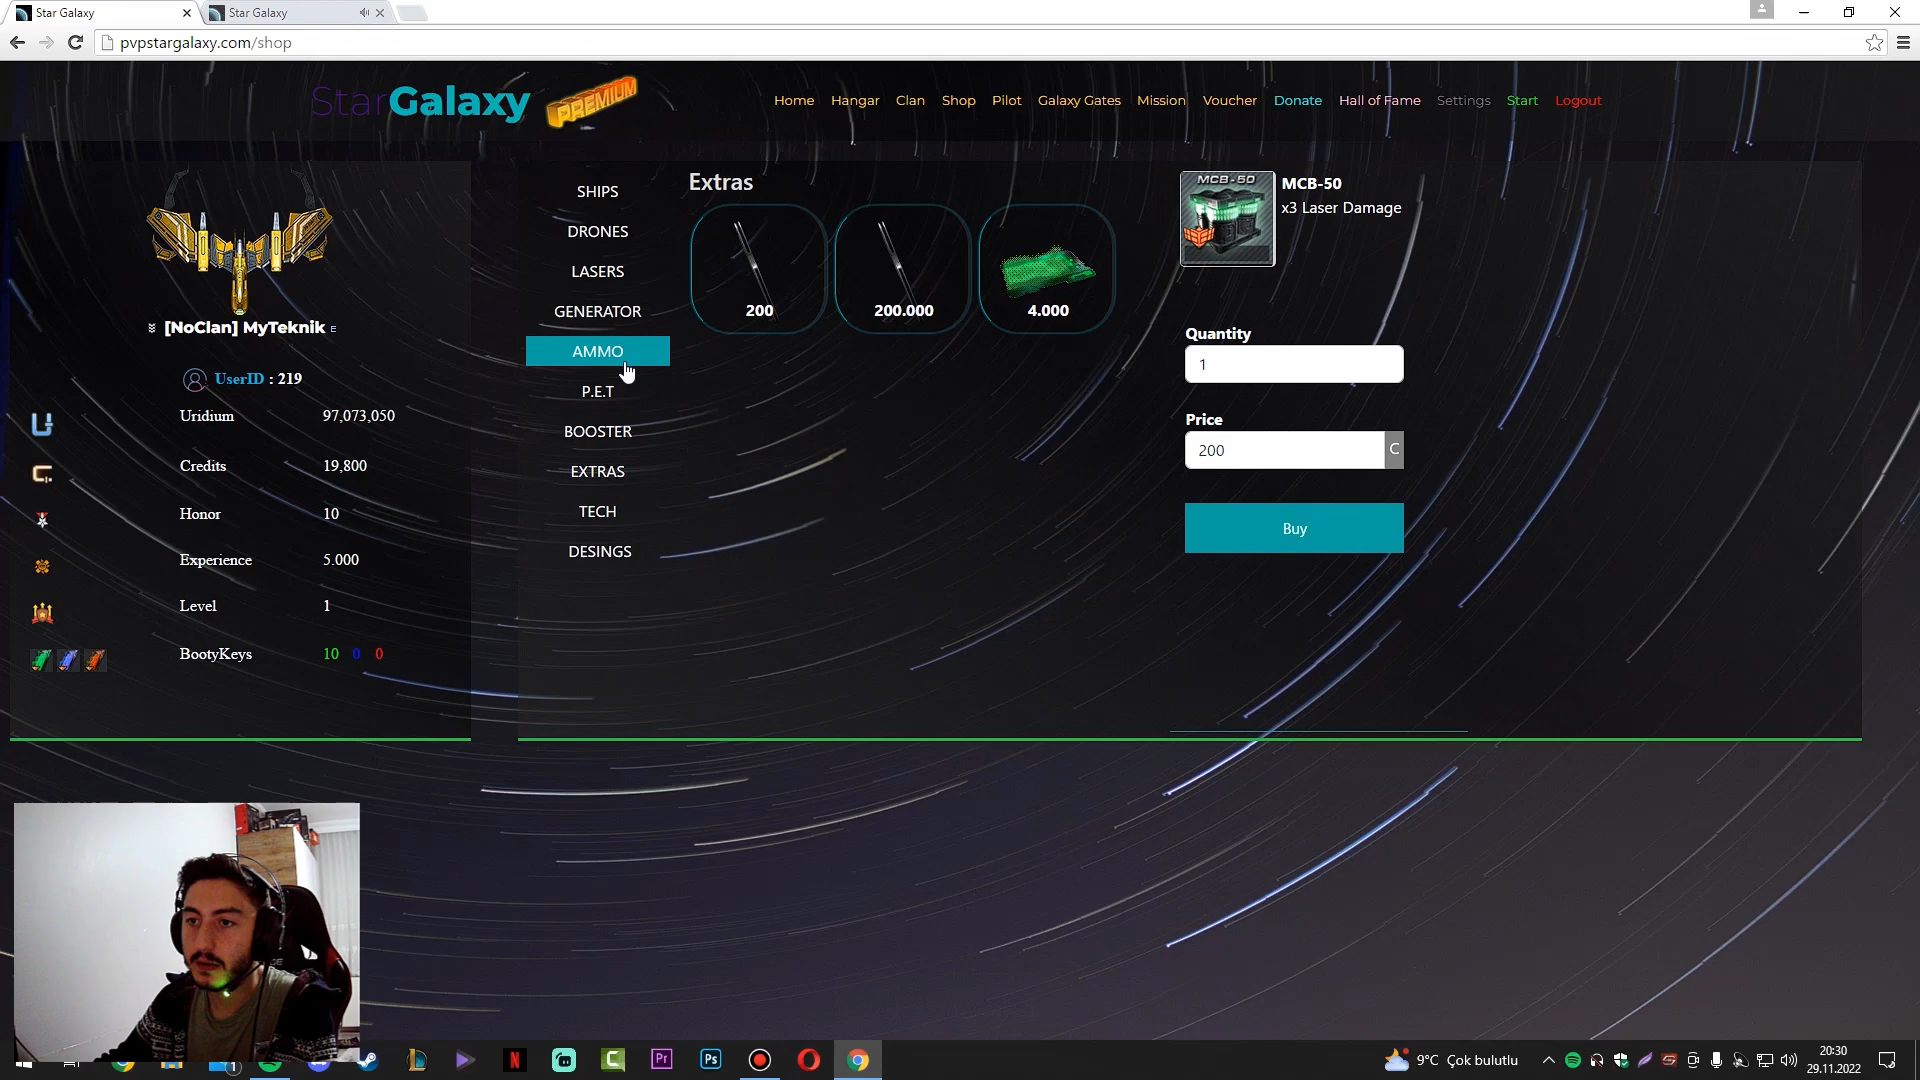 Star Galaxy
Star Galaxy
pvpstargalaxy.com/shop
StarGalaxy
PREMIUM
Home
Hangar
Clan
Shop
Pilot
Galaxy Gates
Mission
Voucher
Donate
Hall of Fame
Settings
Start
Logout
[NoClan] MyTeknik E
UserID : 219
Uridium 97,073,050
Credits 19,800
Honor 10
Experience 5.000
Level 1
BootyKeys 10 0 0
SHIPS
DRONES
LASERS
GENERATOR
AMMO
P.E.T
BOOSTER
EXTRAS
TECH
DESINGS
Extras
200
200.000
4.000
MCB-50
MCB-50
x3 Laser Damage
Quantity
1
Price
200 C
Buy
1
N
C
Pr
Ps
9°C Çok bulutlu
20:30
29.11.2022